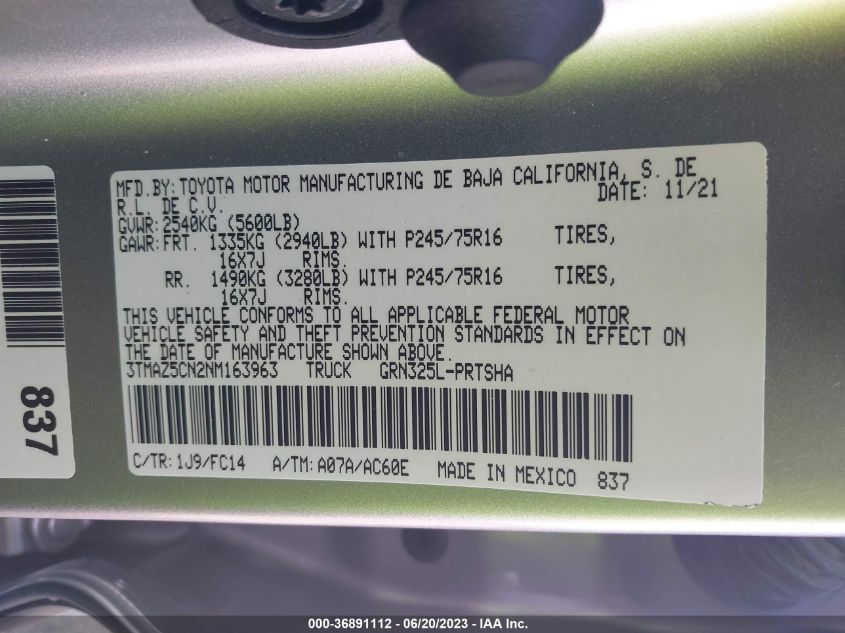 MFD.BY: TOYOTA MOTOR MANUFACTURING DE BAJA CALIFORNIA, S. DE
R.L. DE C.V. DATE: 11/21
GVWR: 2540KG (5600LB)
GAWR: FRT. 1335KG (2940LB) WITH P245/75R16 TIRES,
16X7J RIMS.
RR. 1490KG (3280LB) WITH P245/75R16 TIRES,
16X7J RIMS.
THIS VEHICLE CONFORMS TO ALL APPLICABLE FEDERAL MOTOR
VEHICLE SAFETY AND THEFT PREVENTION STANDARDS IN EFFECT ON
THE DATE OF MANUFACTURE SHOWN ABOVE.
3TMAZ5CN2NM163963 TRUCK GRN325L-PRTSHA
C/TR: 1J9/FC14 A/TM: A07A/AC60E MADE IN MEXICO 837
837
000-36891112 - 06/20/2023 - IAA Inc.